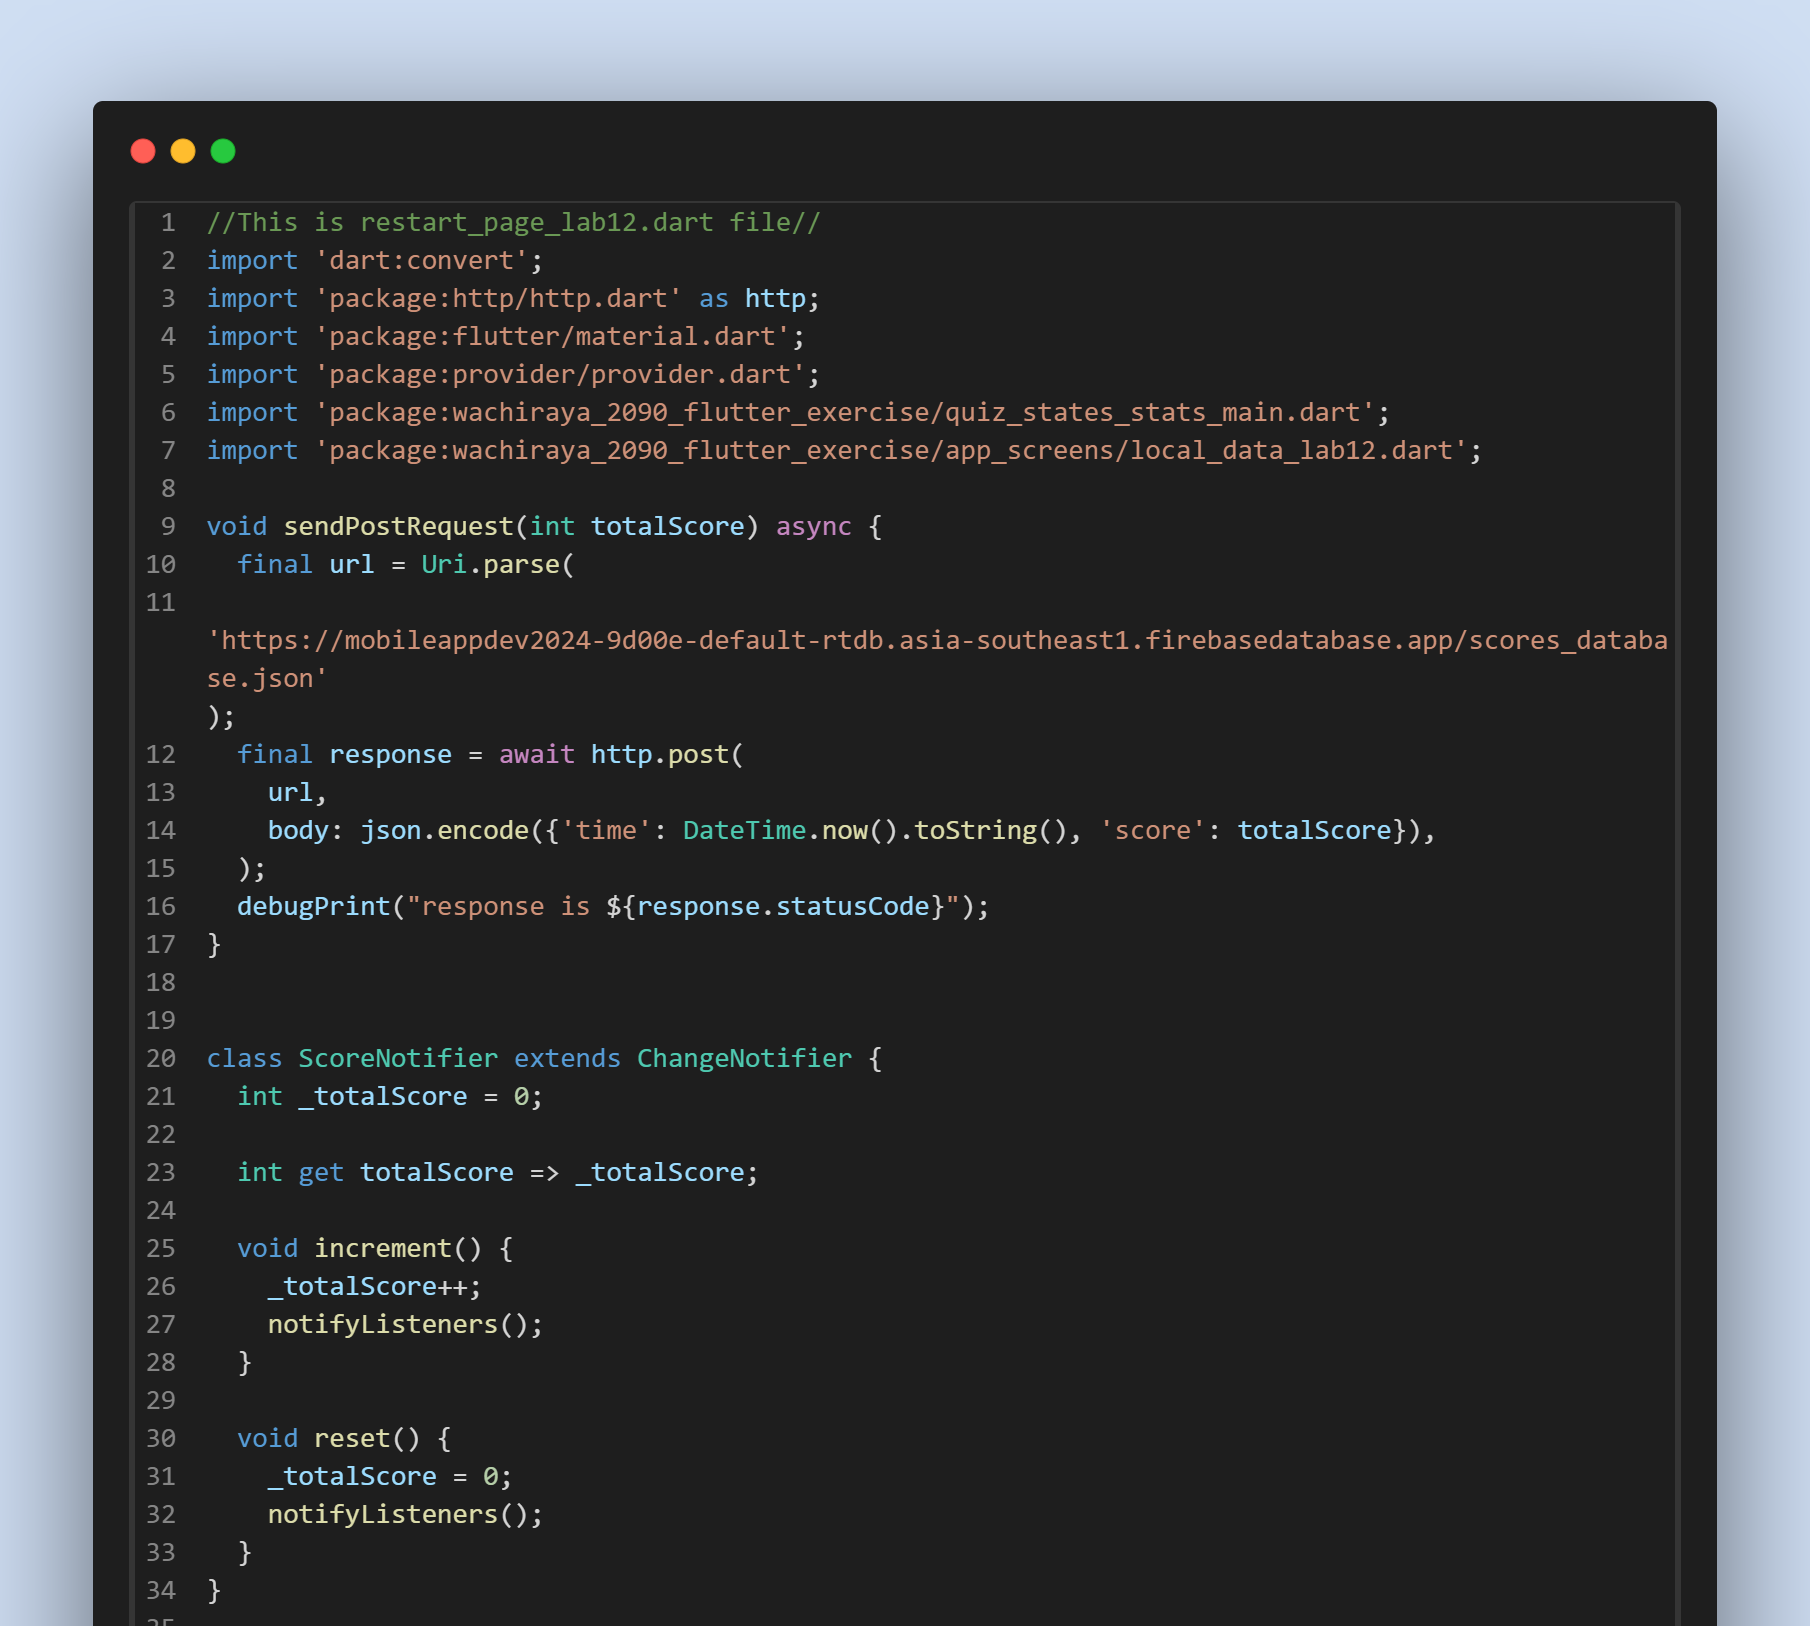 1 //This is restart_page_lab12.dart file//
2 import 'dart:convert';
3 import 'package:http/http.dart' as http;
4 import 'package:flutter/material.dart';
5 import 'package:provider/provider.dart';
6 import 'package:wachiraya_2090_flutter_exercise/quiz_states_stats_main.dart';
7 import 'package:wachiraya_2090_flutter_exercise/app_screens/local_data_lab12.dart';
8
9 void sendPostRequest(int totalScore) async {
10   final url = Uri.parse(
11
'https://mobileappdev2024-9d00e-default-rtdb.asia-southeast1.firebasedatabase.app/scores_databa
se.json'
);
12   final response = await http.post(
13     url,
14     body: json.encode({'time': DateTime.now().toString(), 'score': totalScore}),
15   );
16   debugPrint("response is ${response.statusCode}");
17 }
18
19
20 class ScoreNotifier extends ChangeNotifier {
21   int _totalScore = 0;
22
23   int get totalScore => _totalScore;
24
25   void increment() {
26     _totalScore++;
27     notifyListeners();
28   }
29
30   void reset() {
31     _totalScore = 0;
32     notifyListeners();
33   }
34 }